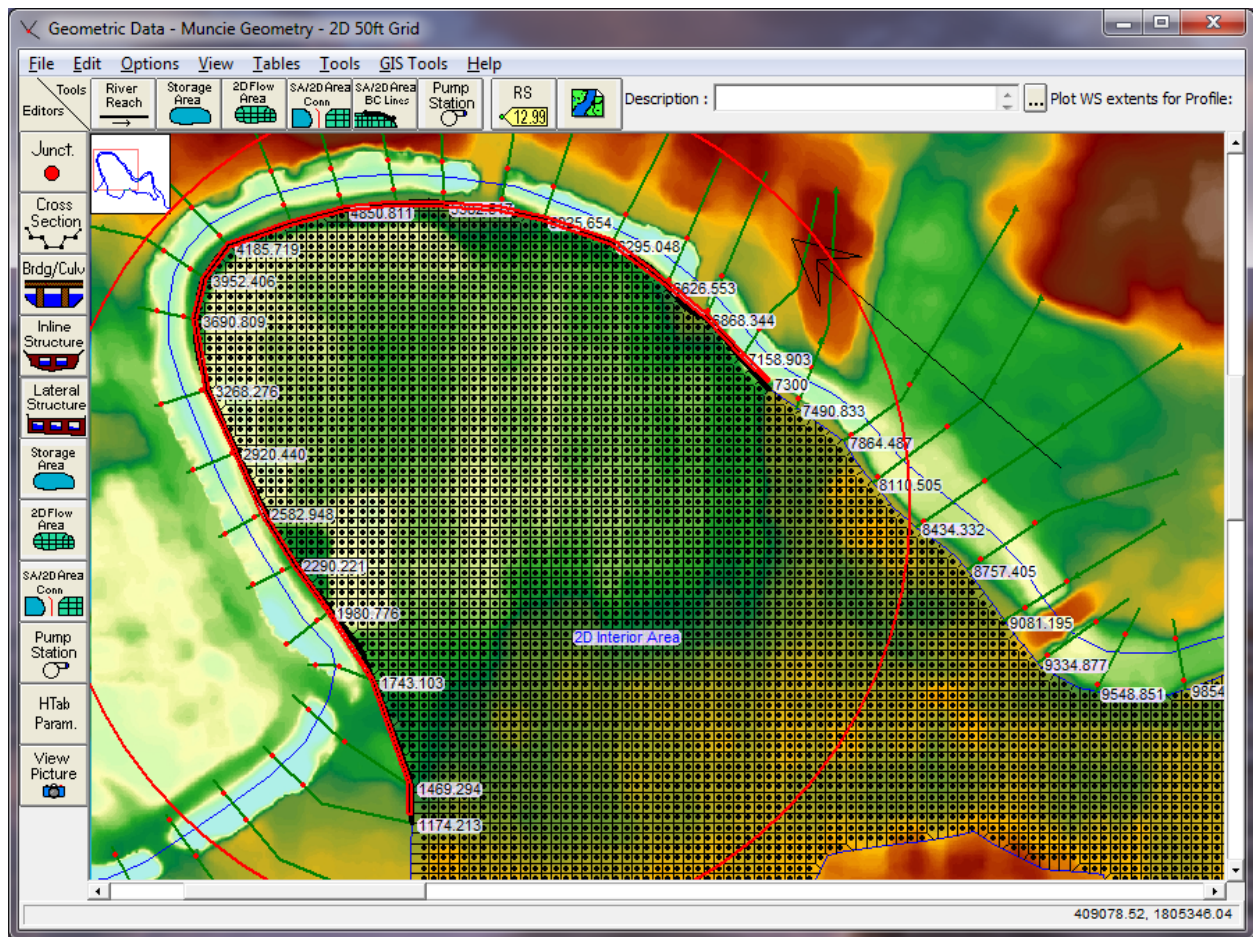 Geometric Data - Muncie Geometry - 2D 50ft Grid
File Edit Options View Tables Tools GIS Tools Help
Tools
Editors
River
Reach
Storage
Area
2D Flow
Area
SA/2D Area
Conn
SA/2D Area
BC Lines
Pump
Station
RS
12.99
Description :
...
Plot WS extents for Profile:
Junct.
Cross
Section
Brdg/Culv
Inline
Structure
Lateral
Structure
Storage
Area
2D Flow
Area
SA/2D Area
Conn
Pump
Station
HTab
Param.
View
Picture
4850.811
6295.048
4185.719
3952.406
6626.553
3690.809
6868.344
7158.903
7300
3268.276
7490.833
7864.487
2920.440
8110.505
2582.948
8434.332
2290.221
8757.405
1980.776
9081.195
2D Interior Area
9334.877
1743.103
9548.851
9854
1469.294
1174.213
409078.52, 1805346.04